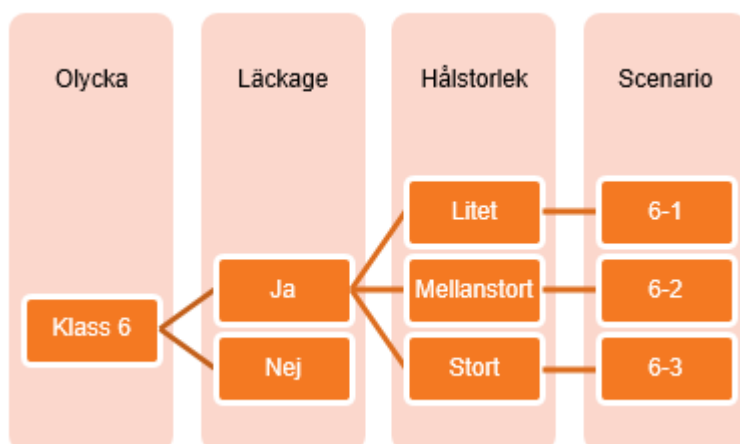 Olycka
Läckage
Hålstorlek
Scenario
Klass 6
Ja
Nej
Litet
Mellanstort
Stort
6-1
6-2
6-3